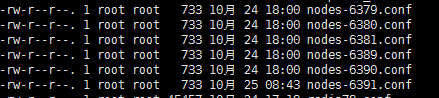 -rw-r--r--. 1 root root   733 10月 24 18:00 nodes-6379.conf
-rw-r--r--. 1 root root   733 10月 24 18:00 nodes-6380.conf
-rw-r--r--. 1 root root   733 10月 24 18:00 nodes-6381.conf
-rw-r--r--. 1 root root   733 10月 24 18:00 nodes-6389.conf
-rw-r--r--. 1 root root   733 10月 24 18:00 nodes-6390.conf
-rw-r--r--. 1 root root   733 10月 25 08:43 nodes-6391.conf